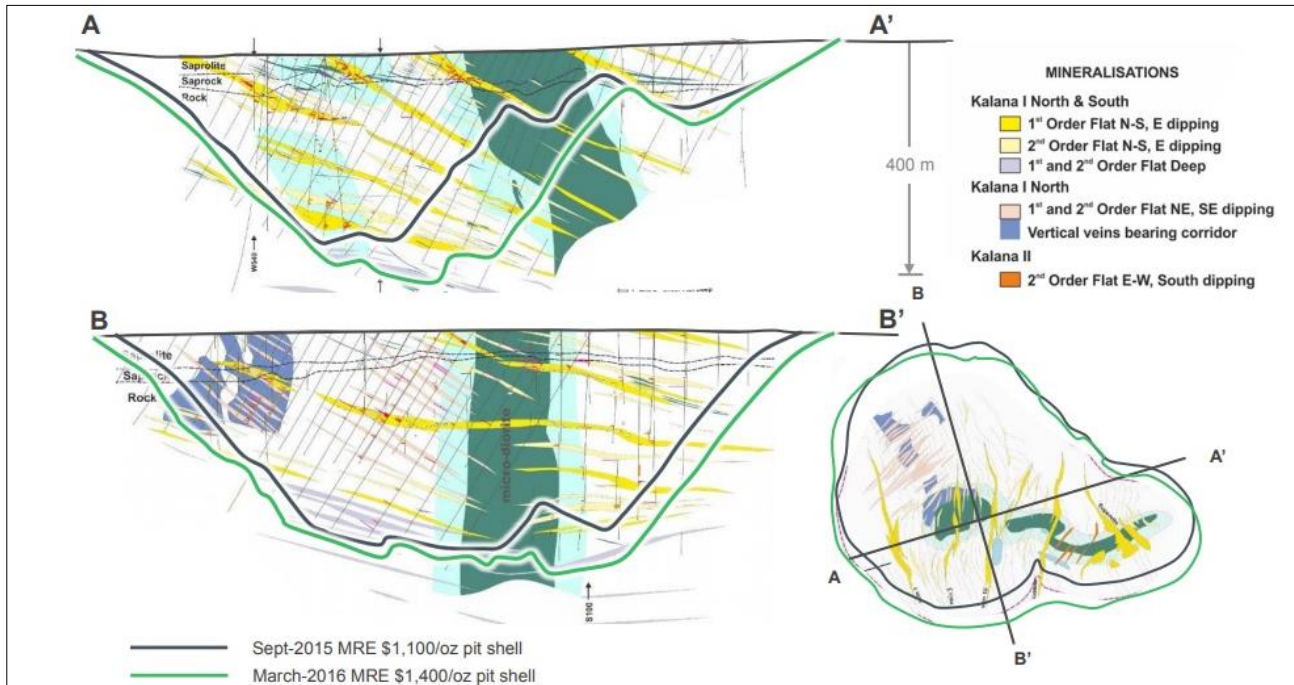 A
A'
Saprolite
Saprock
Rock
W540
400 m
MINERALISATIONS
Kalana I North & South
1st Order Flat N-S, E dipping
2nd Order Flat N-S, E dipping
1st and 2nd Order Flat Deep
Kalana I North
1st and 2nd Order Flat NE, SE dipping
Vertical veins bearing corridor
Kalana II
2nd Order Flat E-W, South dipping
B
B'
Rock
micro-diorite
S100
B
A'
A
B'
Sept-2015 MRE $1,100/oz pit shell
March-2016 MRE $1,400/oz pit shell